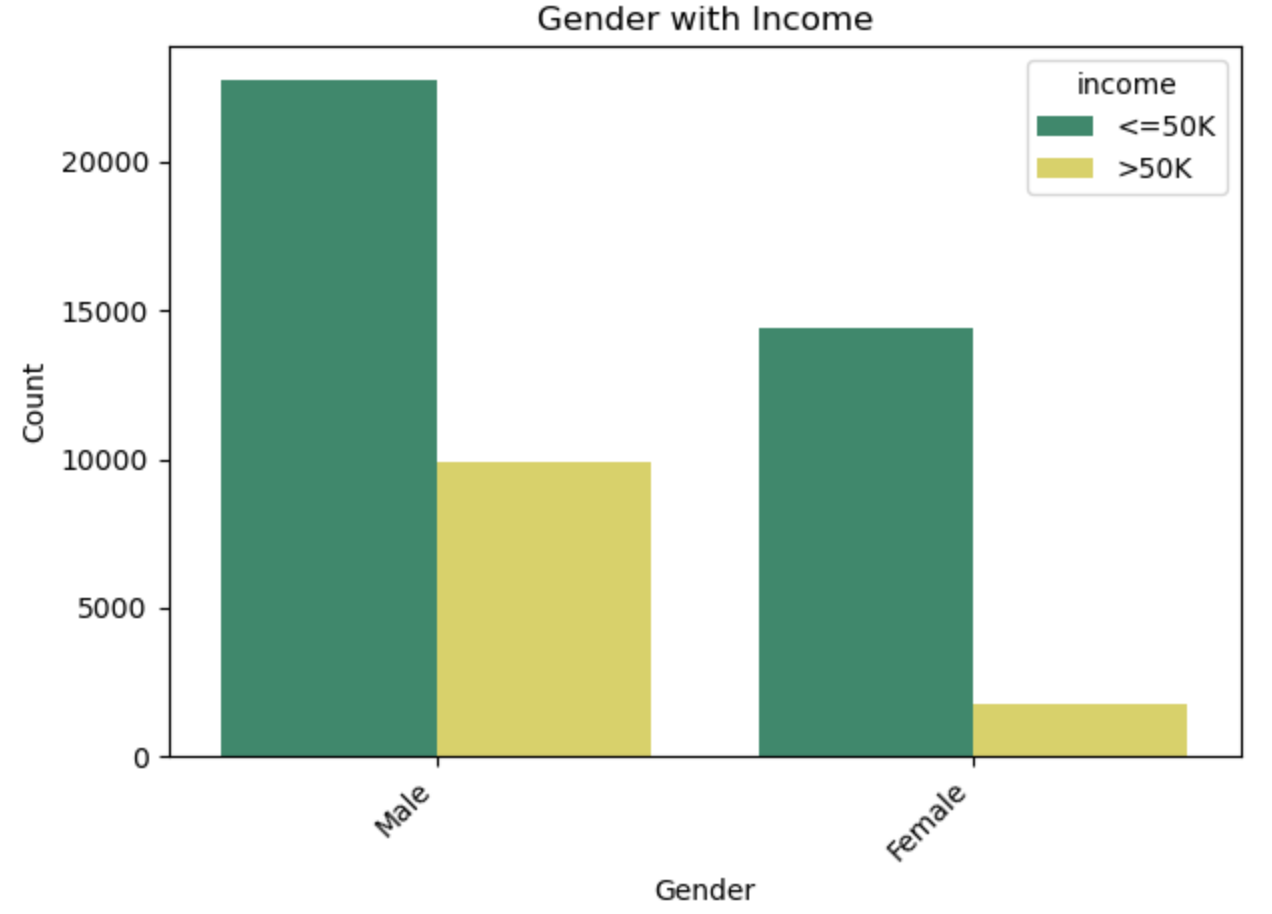 Gender with Income
income
<=50K
>50K
20000
15000
10000
5000
0
Count
Male
Female
Gender